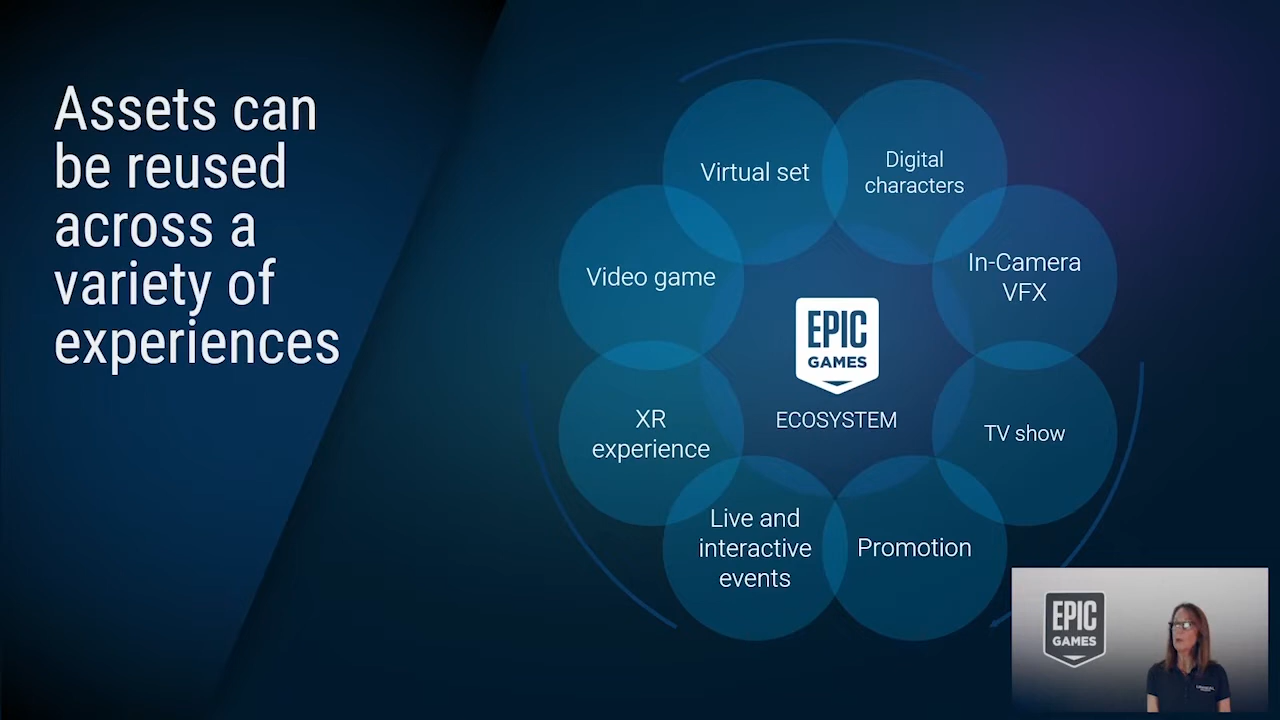 Assets can
be reused
across a
variety of
experiences
Virtual set
Digital
characters
Video game
In-Camera
VFX
EPIC
GAMES
ECOSYSTEM
XR
experience
TV show
Live and
interactive
events
Promotion
EPIC
GAMES